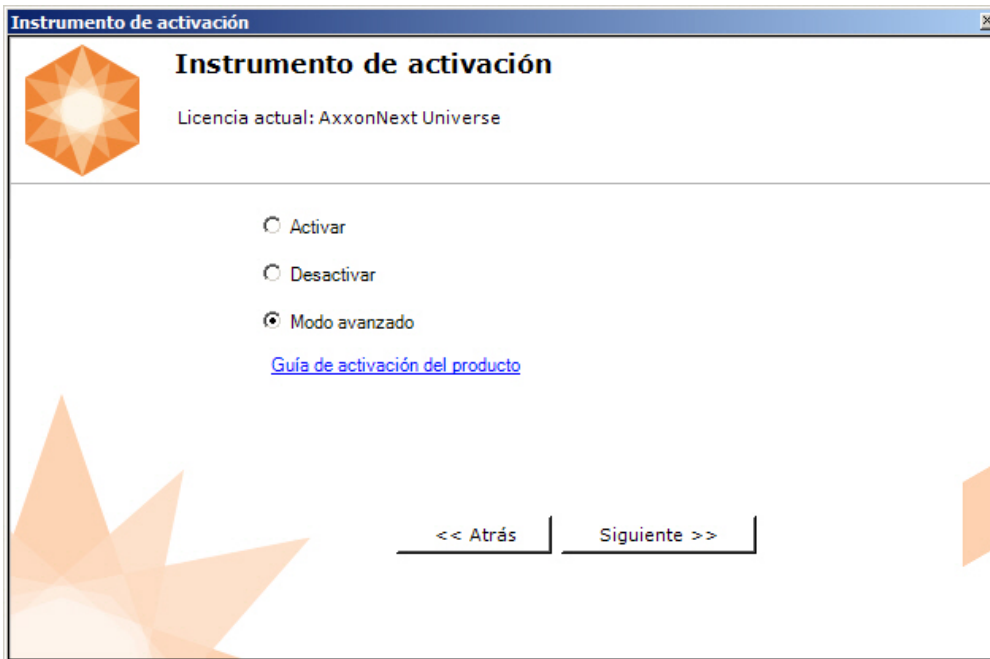 Instrumento de activación
Instrumento de activación
Licencia actual: AxxonNext Universe
Activar
Desactivar
Modo avanzado
Guía de activación del producto
<< Atrás
Siguiente >>